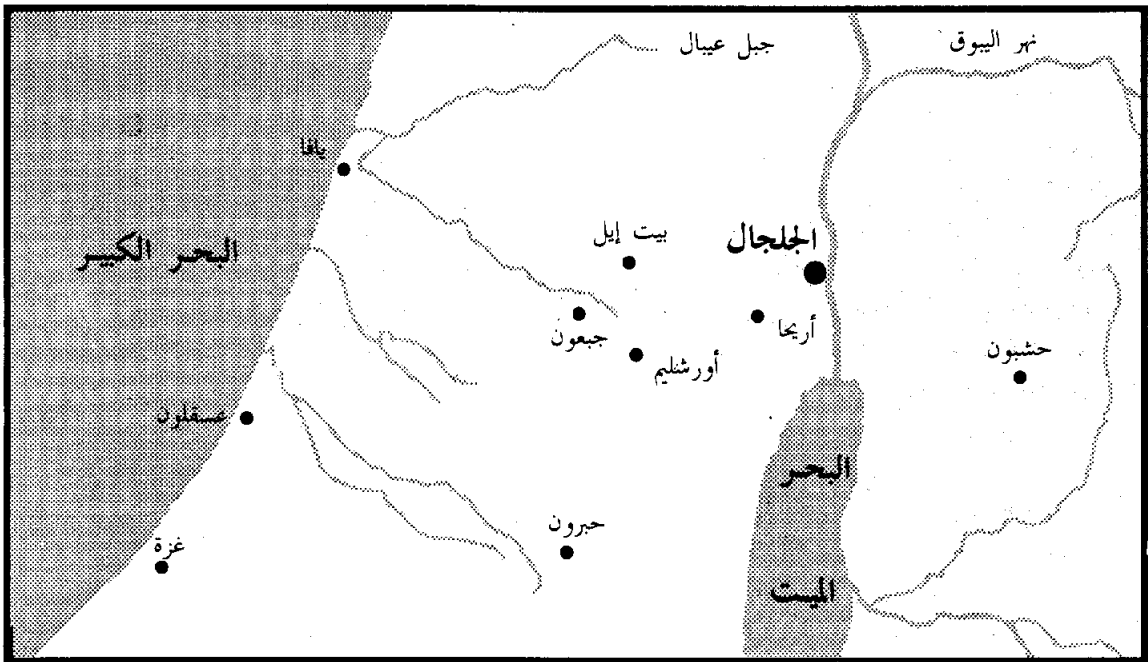 نهر اليبوق
جبل عيبال
يافا
البحر الكبير
بيت إيل
الجلجال
جبعون
أورشليم
أريحا
حشبون
عسقلون
البحر
الميت
حبرون
غزة